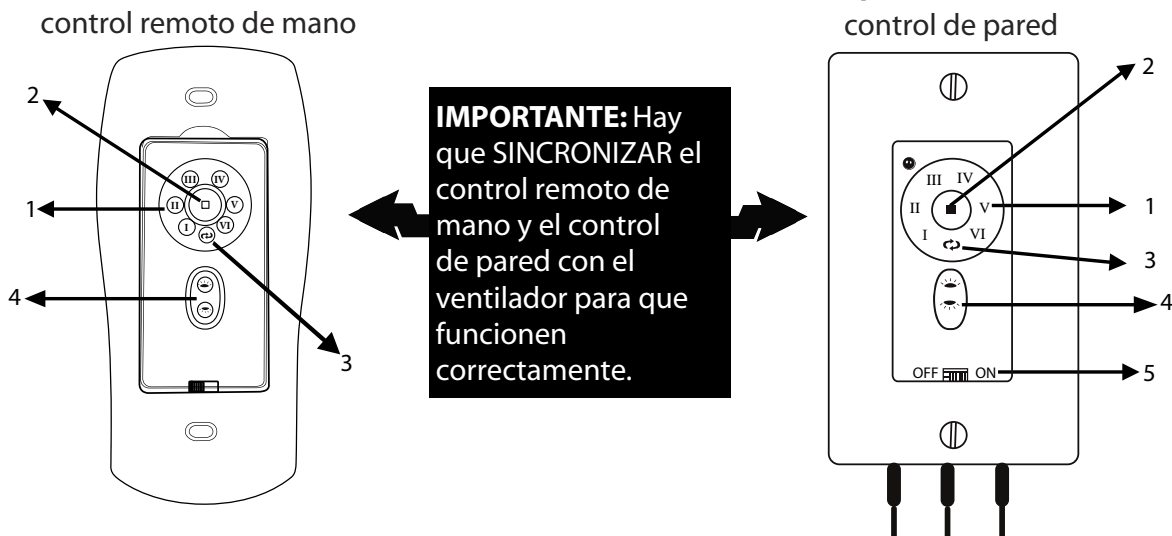 control remoto de mano
2
III IV
II V
I VI
1
4
3
IMPORTANTE: Hay
que SINCRONIZAR el
control remoto de
mano y el control
de pared con el
ventilador para que
funcionen
correctamente.
control de pared
2
III IV
II V
I VI
1
3
4
OFF ON
5